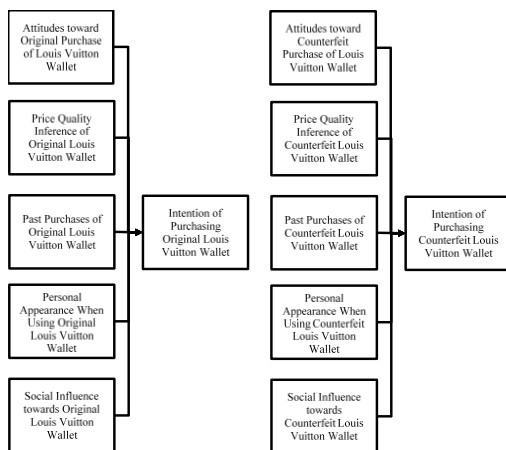 Attitudes toward
Original Purchase
of Louis Vuitton
Wallet
Price Quality
Inference of
Original Louis
Vuitton Wallet
Past Purchases of
Original Louis
Vuitton Wallet
Personal
Appearance When
Using Original
Louis Vuitton
Wallet
Social Influence
towards Original
Louis Vuitton
Wallet
Intention of
Purchasing
Original Louis
Vuitton Wallet
Attitudes toward
Counterfeit
Purchase of Louis
Vuitton Wallet
Price Quality
Inference of
Counterfeit Louis
Vuitton Wallet
Past Purchases of
Counterfeit Louis
Vuitton Wallet
Personal
Appearance When
Using Counterfeit
Louis Vuitton
Wallet
Social Influence
towards
Counterfeit Louis
Vuitton Wallet
Intention of
Purchasing
Counterfeit Louis
Vuitton Wallet